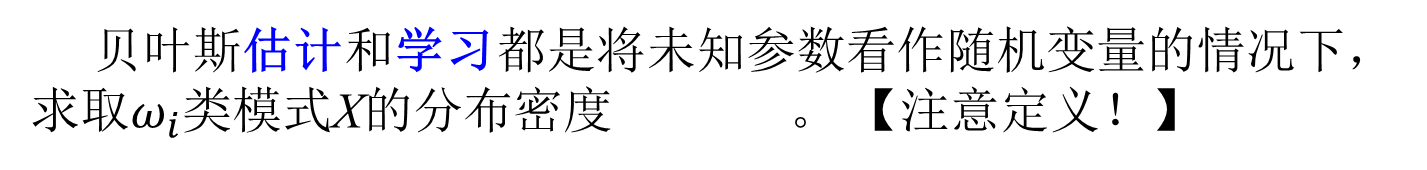 贝叶斯估计和学习都是将未知参数看作随机变量的情况下，
求取ωᵢ类模式X的分布密度 。【注意定义！】